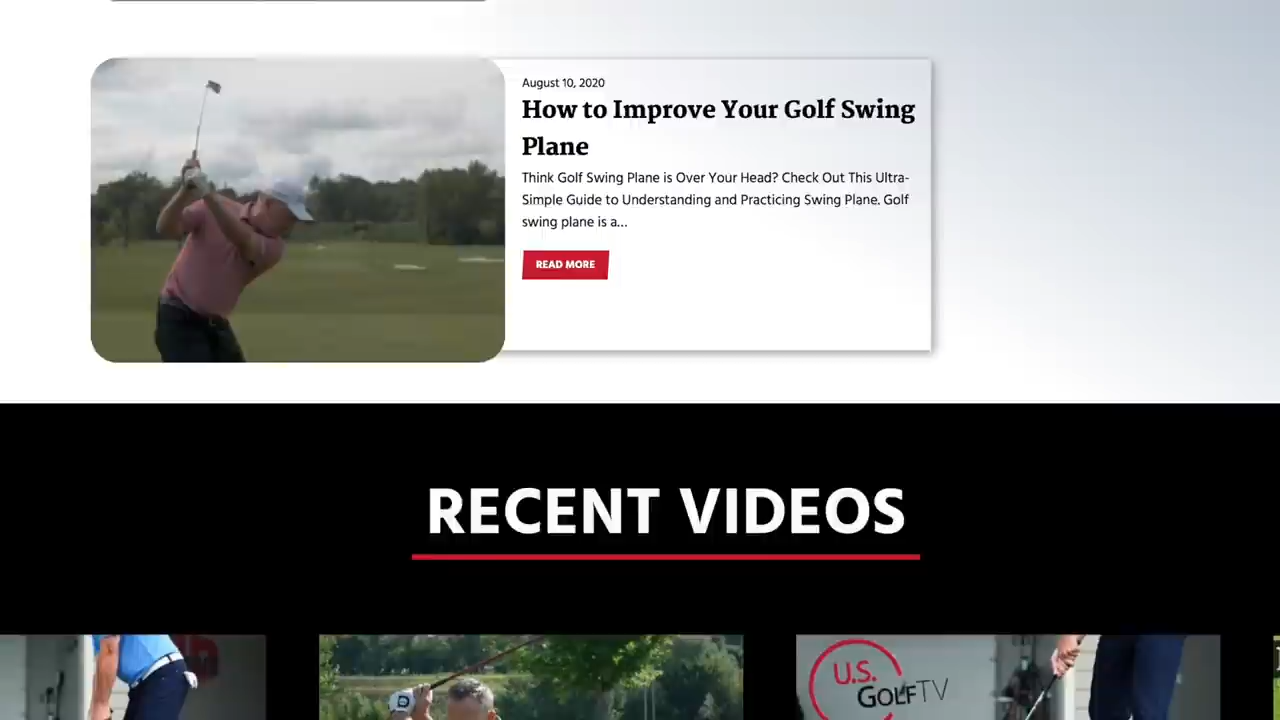 August 10, 2020
How to Improve Your Golf Swing
Plane
Think Golf Swing Plane is Over Your Head? Check Out This Ultra-
Simple Guide to Understanding and Practicing Swing Plane. Golf
swing plane is a...
READ MORE
RECENT VIDEOS
U.S.
GOLFTV